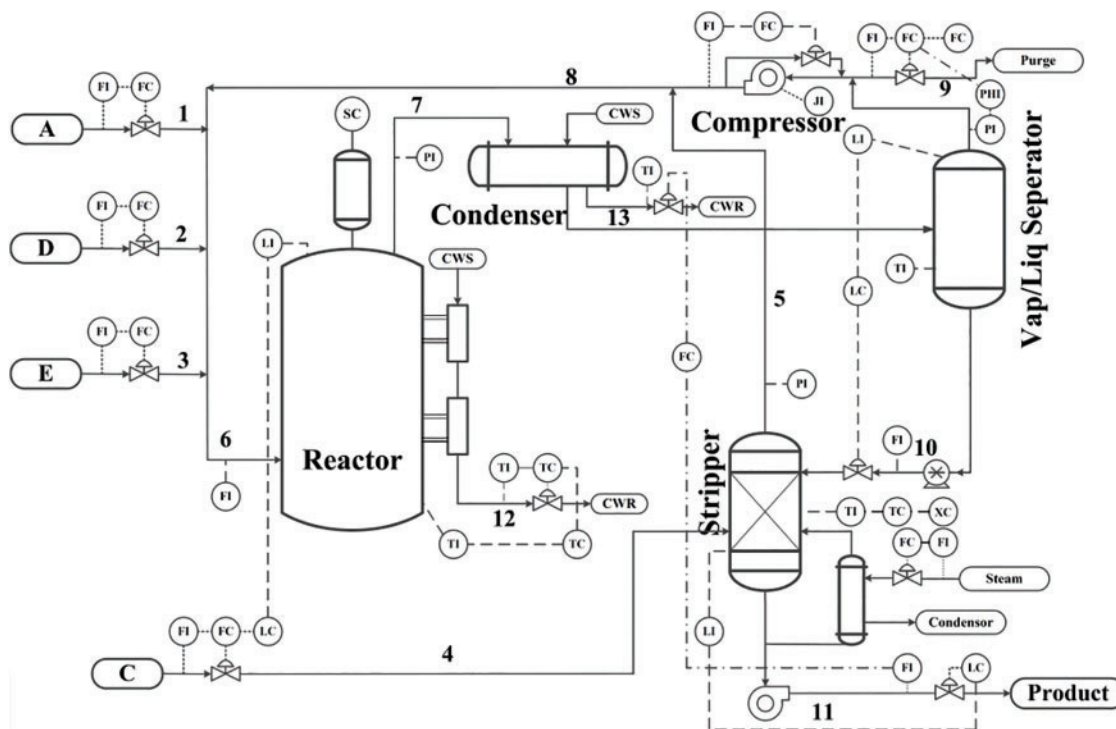 FI FC FI FC FC
Purge
8 9
FI FC 7 CWS JI PHI
A 1 SC Compressor LI PI
PI TI
Condenser 13 CWR
FI FC
D 2 LI
CWS TI
LC
5 Vap/Liq Seperator
FI FC
E 3 FC
PI
6 Stripper FI 10
Reactor TI TC
FI 12 CWR TI TC XC
TI TC FC FI
Steam
FI FC LC 4 LI Condensor
C FI LC
11 Product